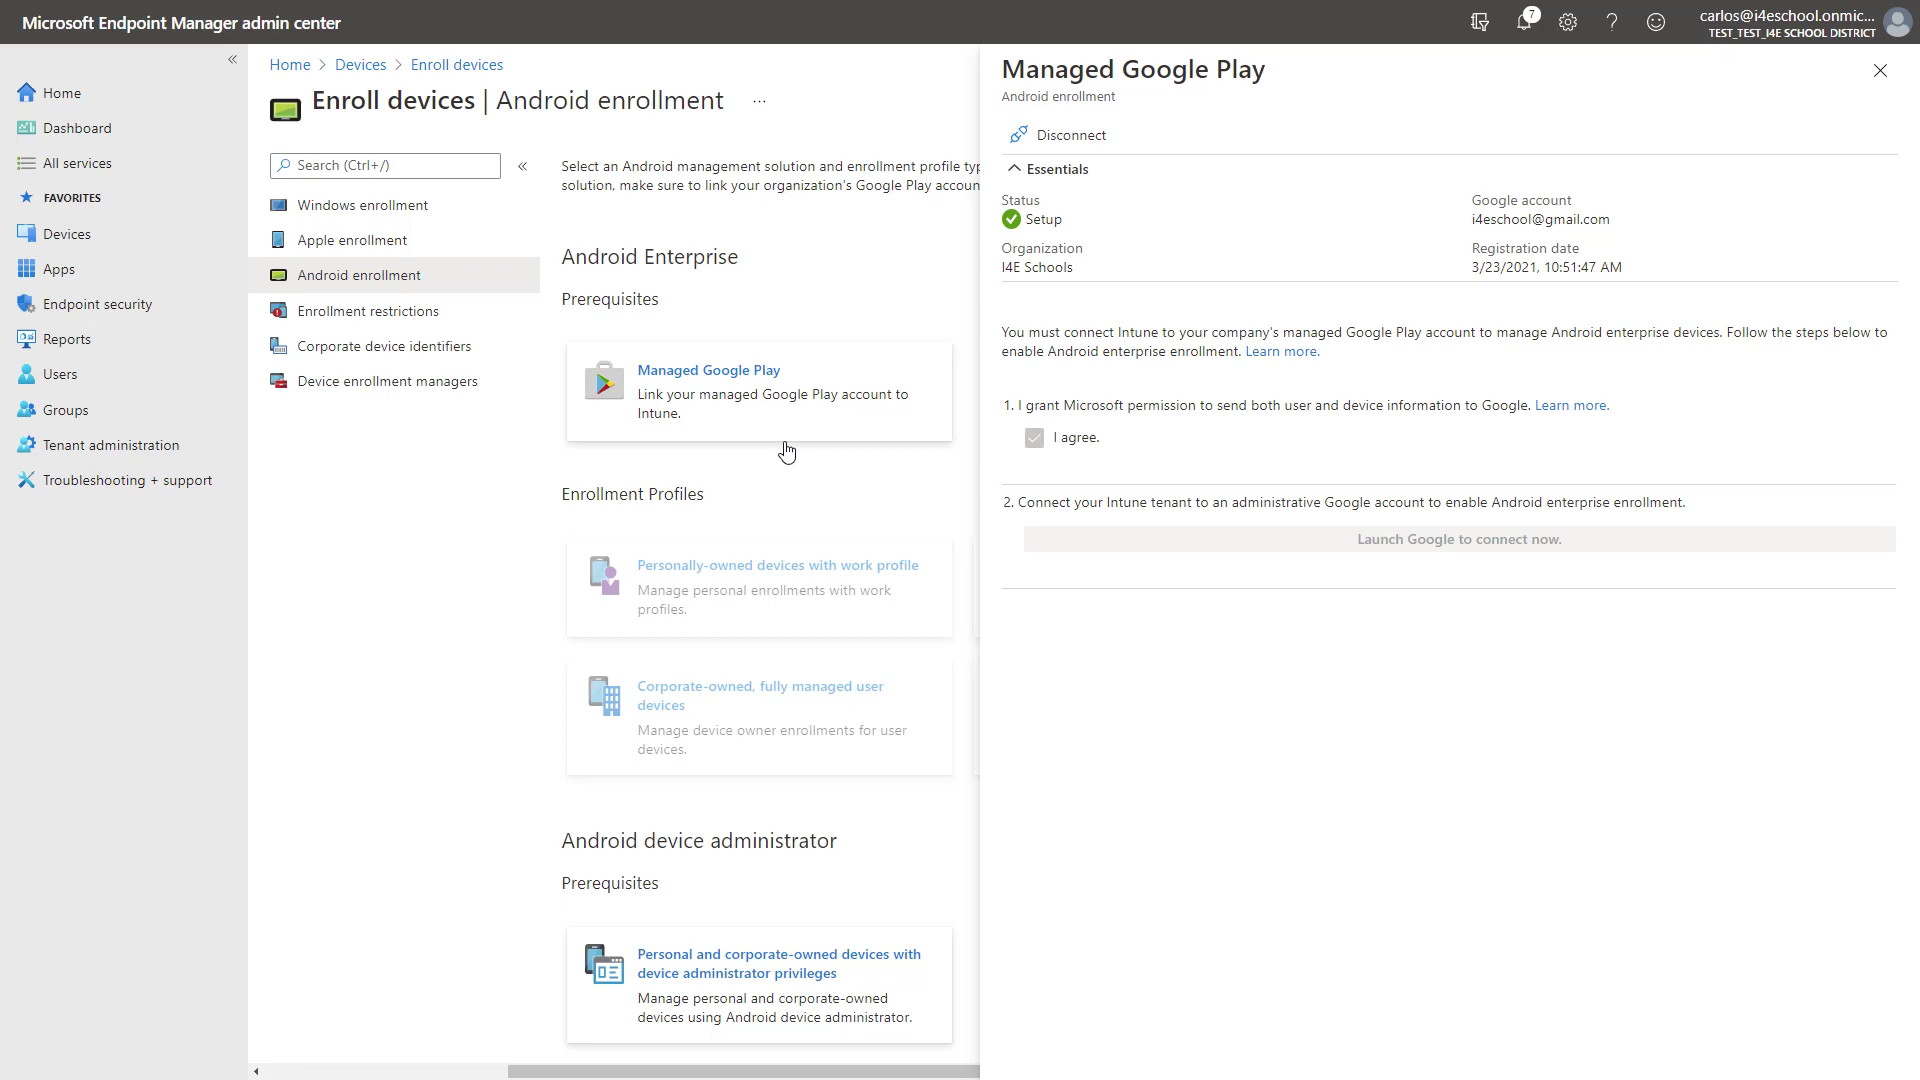 Microsoft Endpoint Manager admin center
7
carlos@i4eschool.onmic...
TEST_TEST_I4E SCHOOL DISTRICT
«
Home
Dashboard
All services
FAVORITES
Devices
Apps
Endpoint security
Reports
Users
Groups
Tenant administration
Troubleshooting + support
Home > Devices > Enroll devices
Enroll devices | Android enrollment ...
Search (Ctrl+/) «
Windows enrollment
Apple enrollment
Android enrollment
Enrollment restrictions
Corporate device identifiers
Device enrollment managers
Select an Android management solution and enrollment profile typ
solution, make sure to link your organization's Google Play accoun
Android Enterprise
Prerequisites
Managed Google Play
Link your managed Google Play account to
Intune.
Enrollment Profiles
Personally-owned devices with work profile
Manage personal enrollments with work
profiles.
Corporate-owned, fully managed user
devices
Manage device owner enrollments for user
devices.
Android device administrator
Prerequisites
Personal and corporate-owned devices with
device administrator privileges
Manage personal and corporate-owned
devices using Android device administrator.
Managed Google Play
Android enrollment
Disconnect
Essentials
Status
Setup
Google account
i4eschool@gmail.com
Organization
I4E Schools
Registration date
3/23/2021, 10:51:47 AM
You must connect Intune to your company's managed Google Play account to manage Android enterprise devices. Follow the steps below to
enable Android enterprise enrollment. Learn more.
1. I grant Microsoft permission to send both user and device information to Google. Learn more.
I agree.
2. Connect your Intune tenant to an administrative Google account to enable Android enterprise enrollment.
Launch Google to connect now.